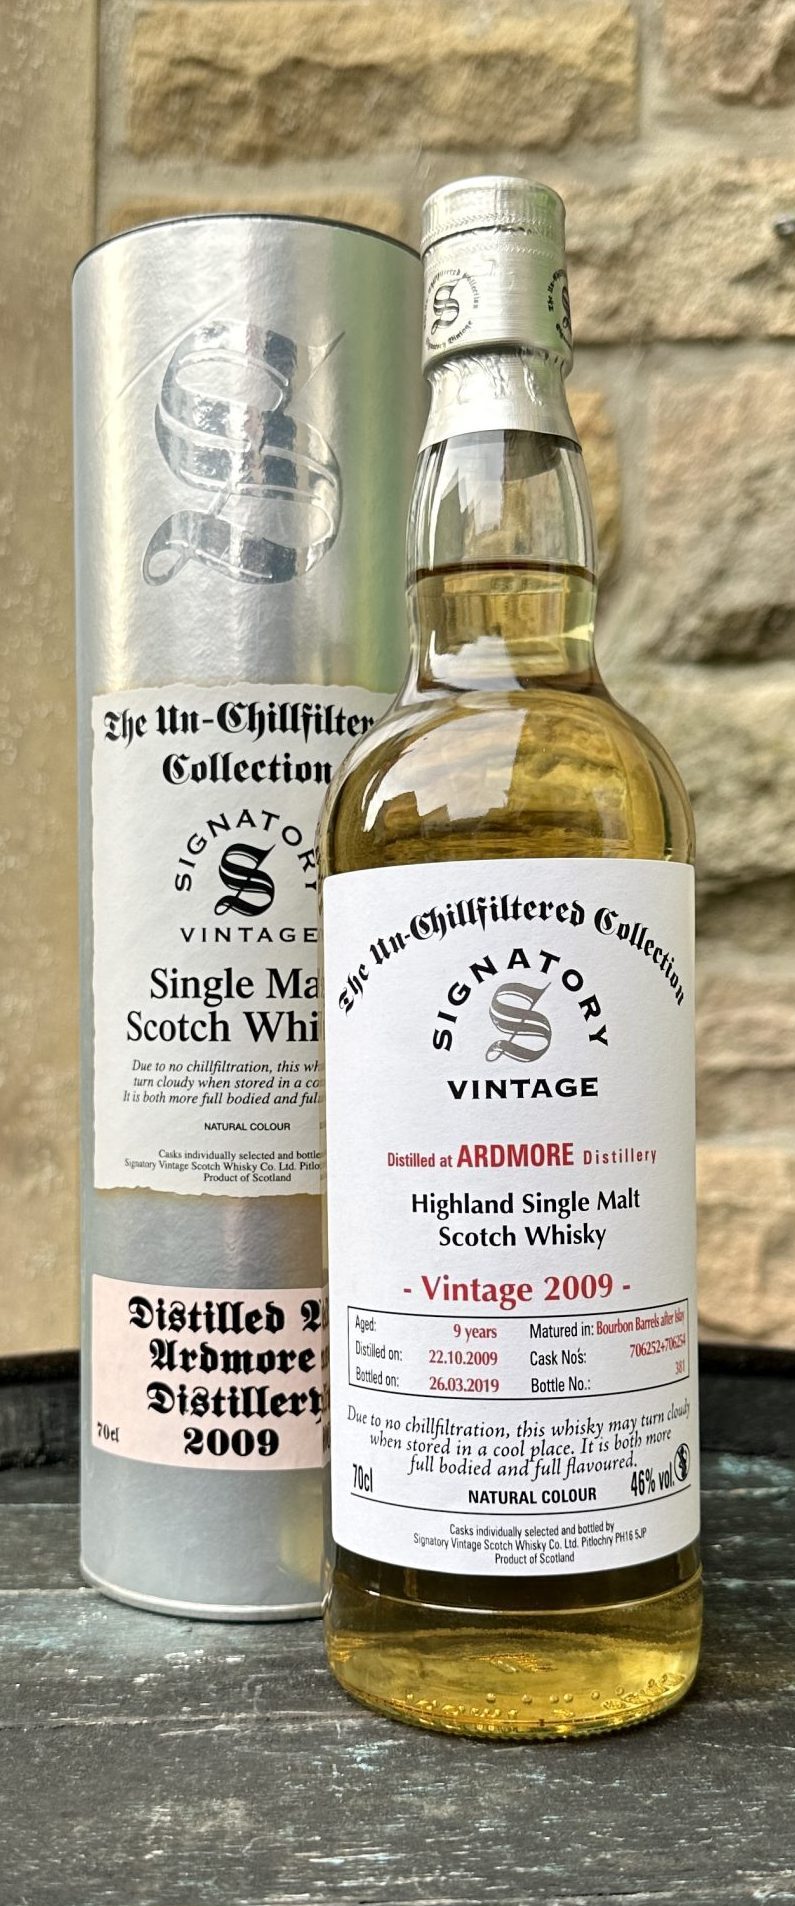 The Un-Chillfilter
Collection
SIGNATORY
S
VINTAGE
Single Ma
Scotch Whi
Due to no chillfiltration, this wh
turn cloudy when stored in a co
It is both more full bodied and ful
NATURAL COLOUR
Casks individually selected and bottle
Signatory Vintage Scotch Whisky Co. Ltd. Pitlo
Product of Scotland
Distilled A
Ardmore
Distillery
70cl 2009
The Un-Chillfiltered Collection
SIGNATORY
S
VINTAGE
Distilled at ARDMORE Distillery
Highland Single Malt
Scotch Whisky
- Vintage 2009 -
Aged: 9 years
Distilled on: 22.10.2009
Bottled on: 26.03.2019
Matured in: Bourbon Barrels after Islay
Cask No's: 706252+706254
Bottle No.: 381
Due to no chillfiltration, this whisky may turn cloudy
when stored in a cool place. It is both more
full bodied and full flavoured.
70cl NATURAL COLOUR 46% vol.
Casks individually selected and bottled by
Signatory Vintage Scotch Whisky Co. Ltd. Pitlochry PH16 5JP
Product of Scotland